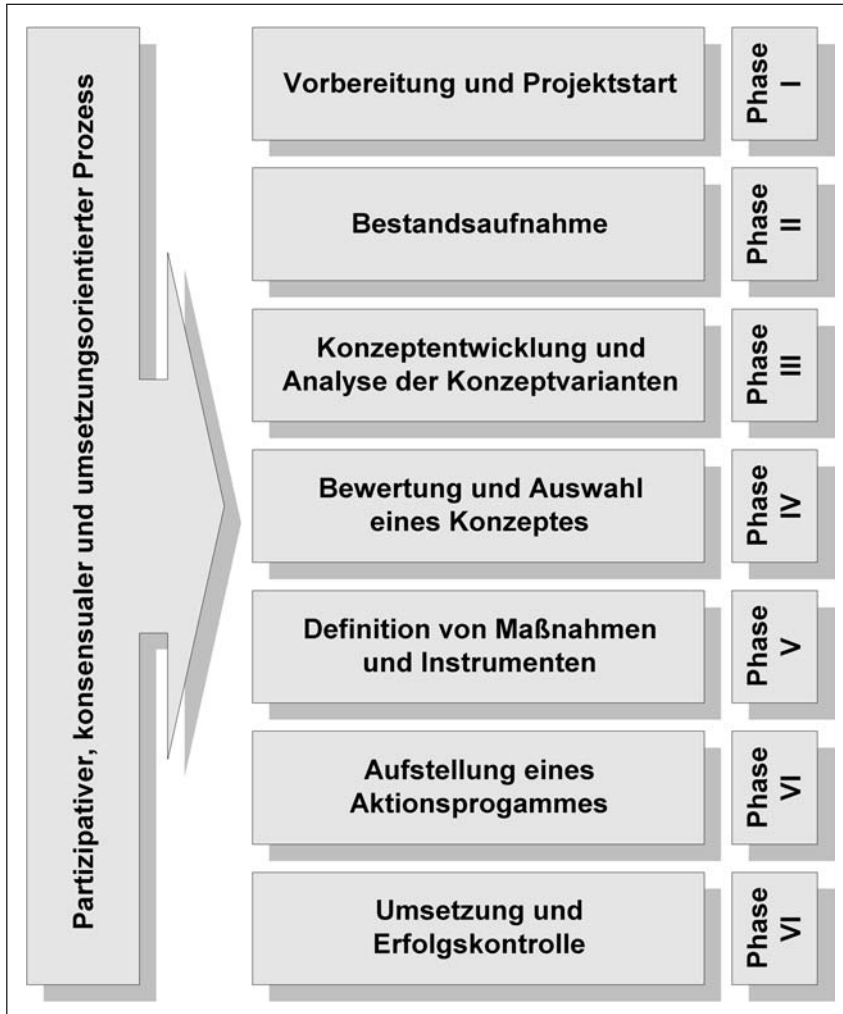 Partizipativer, konsensualer und umsetzungsorientierter Prozess
Vorbereitung und Projektstart
Phase
I
Bestandsaufnahme
Phase
II
Konzeptentwicklung und
Analyse der Konzeptvarianten
Phase
III
Bewertung und Auswahl
eines Konzeptes
Phase
IV
Definition von Maßnahmen
und Instrumenten
Phase
V
Aufstellung eines
Aktionsprogammes
Phase
VI
Umsetzung und
Erfolgskontrolle
Phase
VI